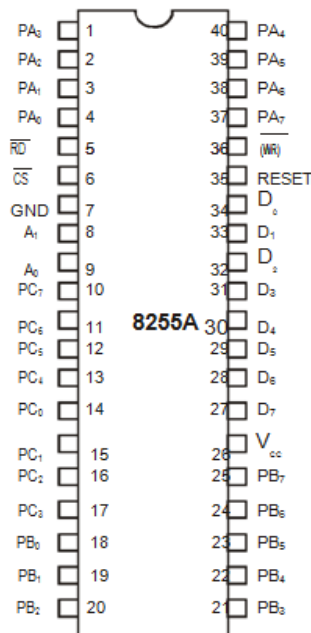 PA₃ 1 40 PA₄
PA₂ 2 39 PA₅
PA₁ 3 38 PA₆
PA₀ 4 37 PA₇
R̅D̅ 5 36 (W̅R̅)
C̅S̅ 6 35 RESET
GND 7 34 D₀
A₁ 8 33 D₁
A₀ 9 32 D₂
PC₇ 10 31 D₃
PC₆ 11 8255A 30 D₄
PC₅ 12 29 D₅
PC₄ 13 28 D₆
PC₀ 14 27 D₇
PC₁ 15 26 Vcc
PC₂ 16 25 PB₇
PC₃ 17 24 PB₆
PB₀ 18 23 PB₅
PB₁ 19 22 PB₄
PB₂ 20 21 PB₃